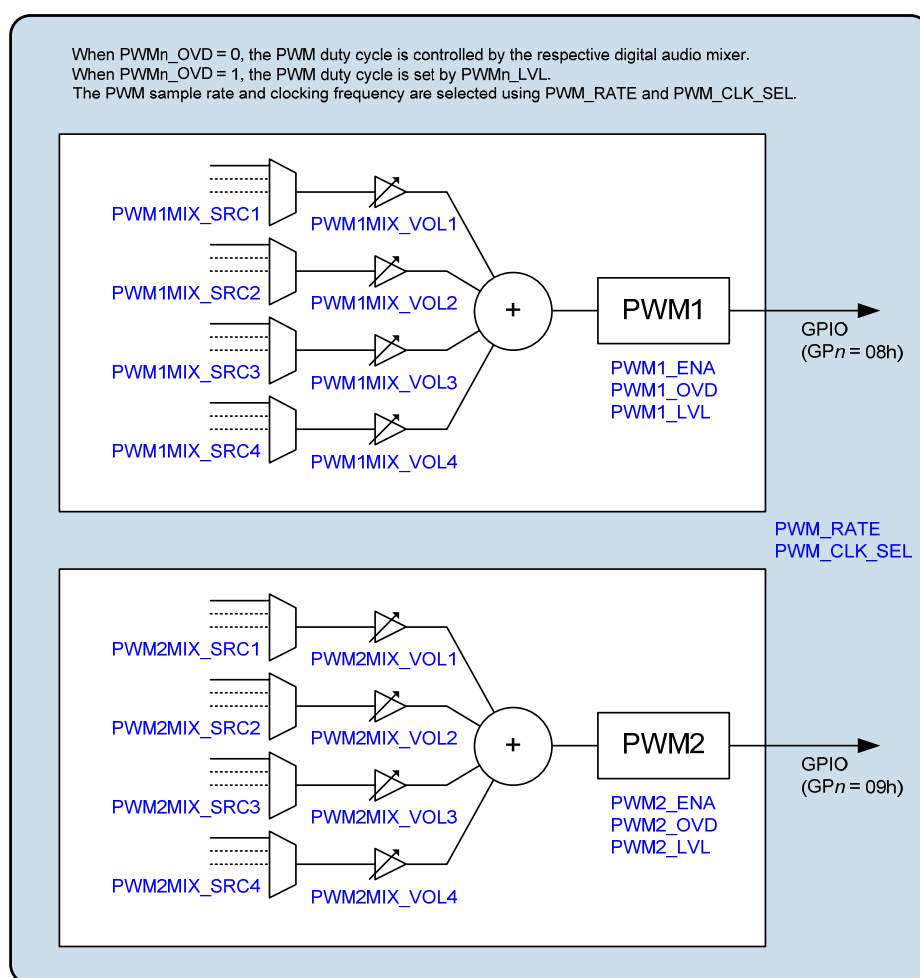 When PWMn_OVD = 0, the PWM duty cycle is controlled by the respective digital audio mixer.
When PWMn_OVD = 1, the PWM duty cycle is set by PWMn_LVL.
The PWM sample rate and clocking frequency are selected using PWM_RATE and PWM_CLK_SEL.
PWM1MIX_SRC1
PWM1MIX_VOL1
PWM1MIX_SRC2
PWM1MIX_VOL2
PWM1MIX_SRC3
PWM1MIX_VOL3
PWM1MIX_SRC4
PWM1MIX_VOL4
+
PWM1
PWM1_ENA
PWM1_OVD
PWM1_LVL
GPIO
(GPn = 08h)
PWM_RATE
PWM_CLK_SEL
PWM2MIX_SRC1
PWM2MIX_VOL1
PWM2MIX_SRC2
PWM2MIX_VOL2
PWM2MIX_SRC3
PWM2MIX_VOL3
PWM2MIX_SRC4
PWM2MIX_VOL4
+
PWM2
PWM2_ENA
PWM2_OVD
PWM2_LVL
GPIO
(GPn = 09h)